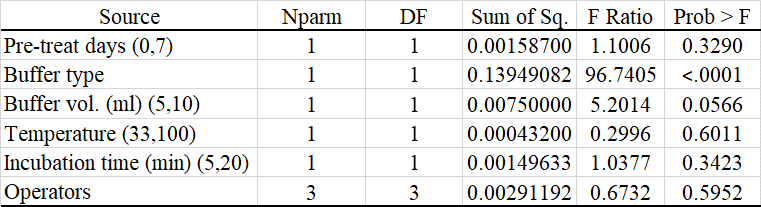 Source Nparm DF Sum of Sq. F Ratio Prob > F
Pre-treat days (0,7) 1 1 0.00158700 1.1006 0.3290
Buffer type 1 1 0.13949082 96.7405 <.0001
Buffer vol. (ml) (5,10) 1 1 0.00750000 5.2014 0.0566
Temperature (33,100) 1 1 0.00043200 0.2996 0.6011
Incubation time (min) (5,20) 1 1 0.00149633 1.0377 0.3423
Operators 3 3 0.00291192 0.6732 0.5952